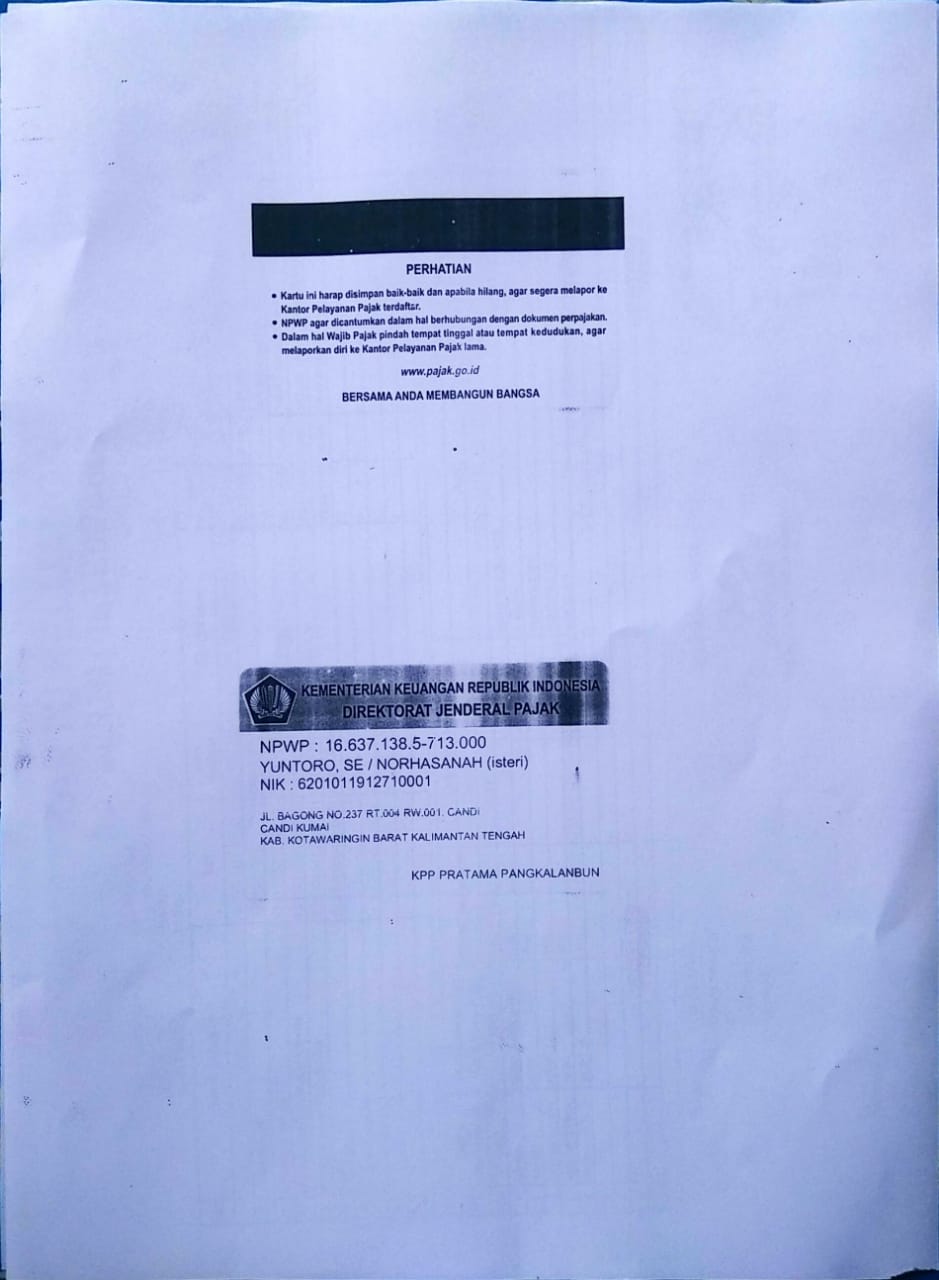 PERHATIAN
• Kartu ini harap disimpan baik-baik dan apabila hilang, agar segera melapor ke
Kantor Pelayanan Pajak terdaftar.
• NPWP agar dicantumkan dalam hal berhubungan dengan dokumen perpajakan.
• Dalam hal Wajib Pajak pindah tempat tinggal atau tempat kedudukan, agar
melaporkan diri ke Kantor Pelayanan Pajak lama.
www.pajak.go.id
BERSAMA ANDA MEMBANGUN BANGSA
KEMENTERIAN KEUANGAN REPUBLIK INDONESIA
DIREKTORAT JENDERAL PAJAK
NPWP : 16.637.138.5-713.000
YUNTORO, SE / NORHASANAH (isteri)
NIK : 6201011912710001
JL. BAGONG NO.237 RT.004 RW.001. CANDI
CANDI KUMAI
KAB. KOTAWARINGIN BARAT KALIMANTAN TENGAH
KPP PRATAMA PANGKALANBUN